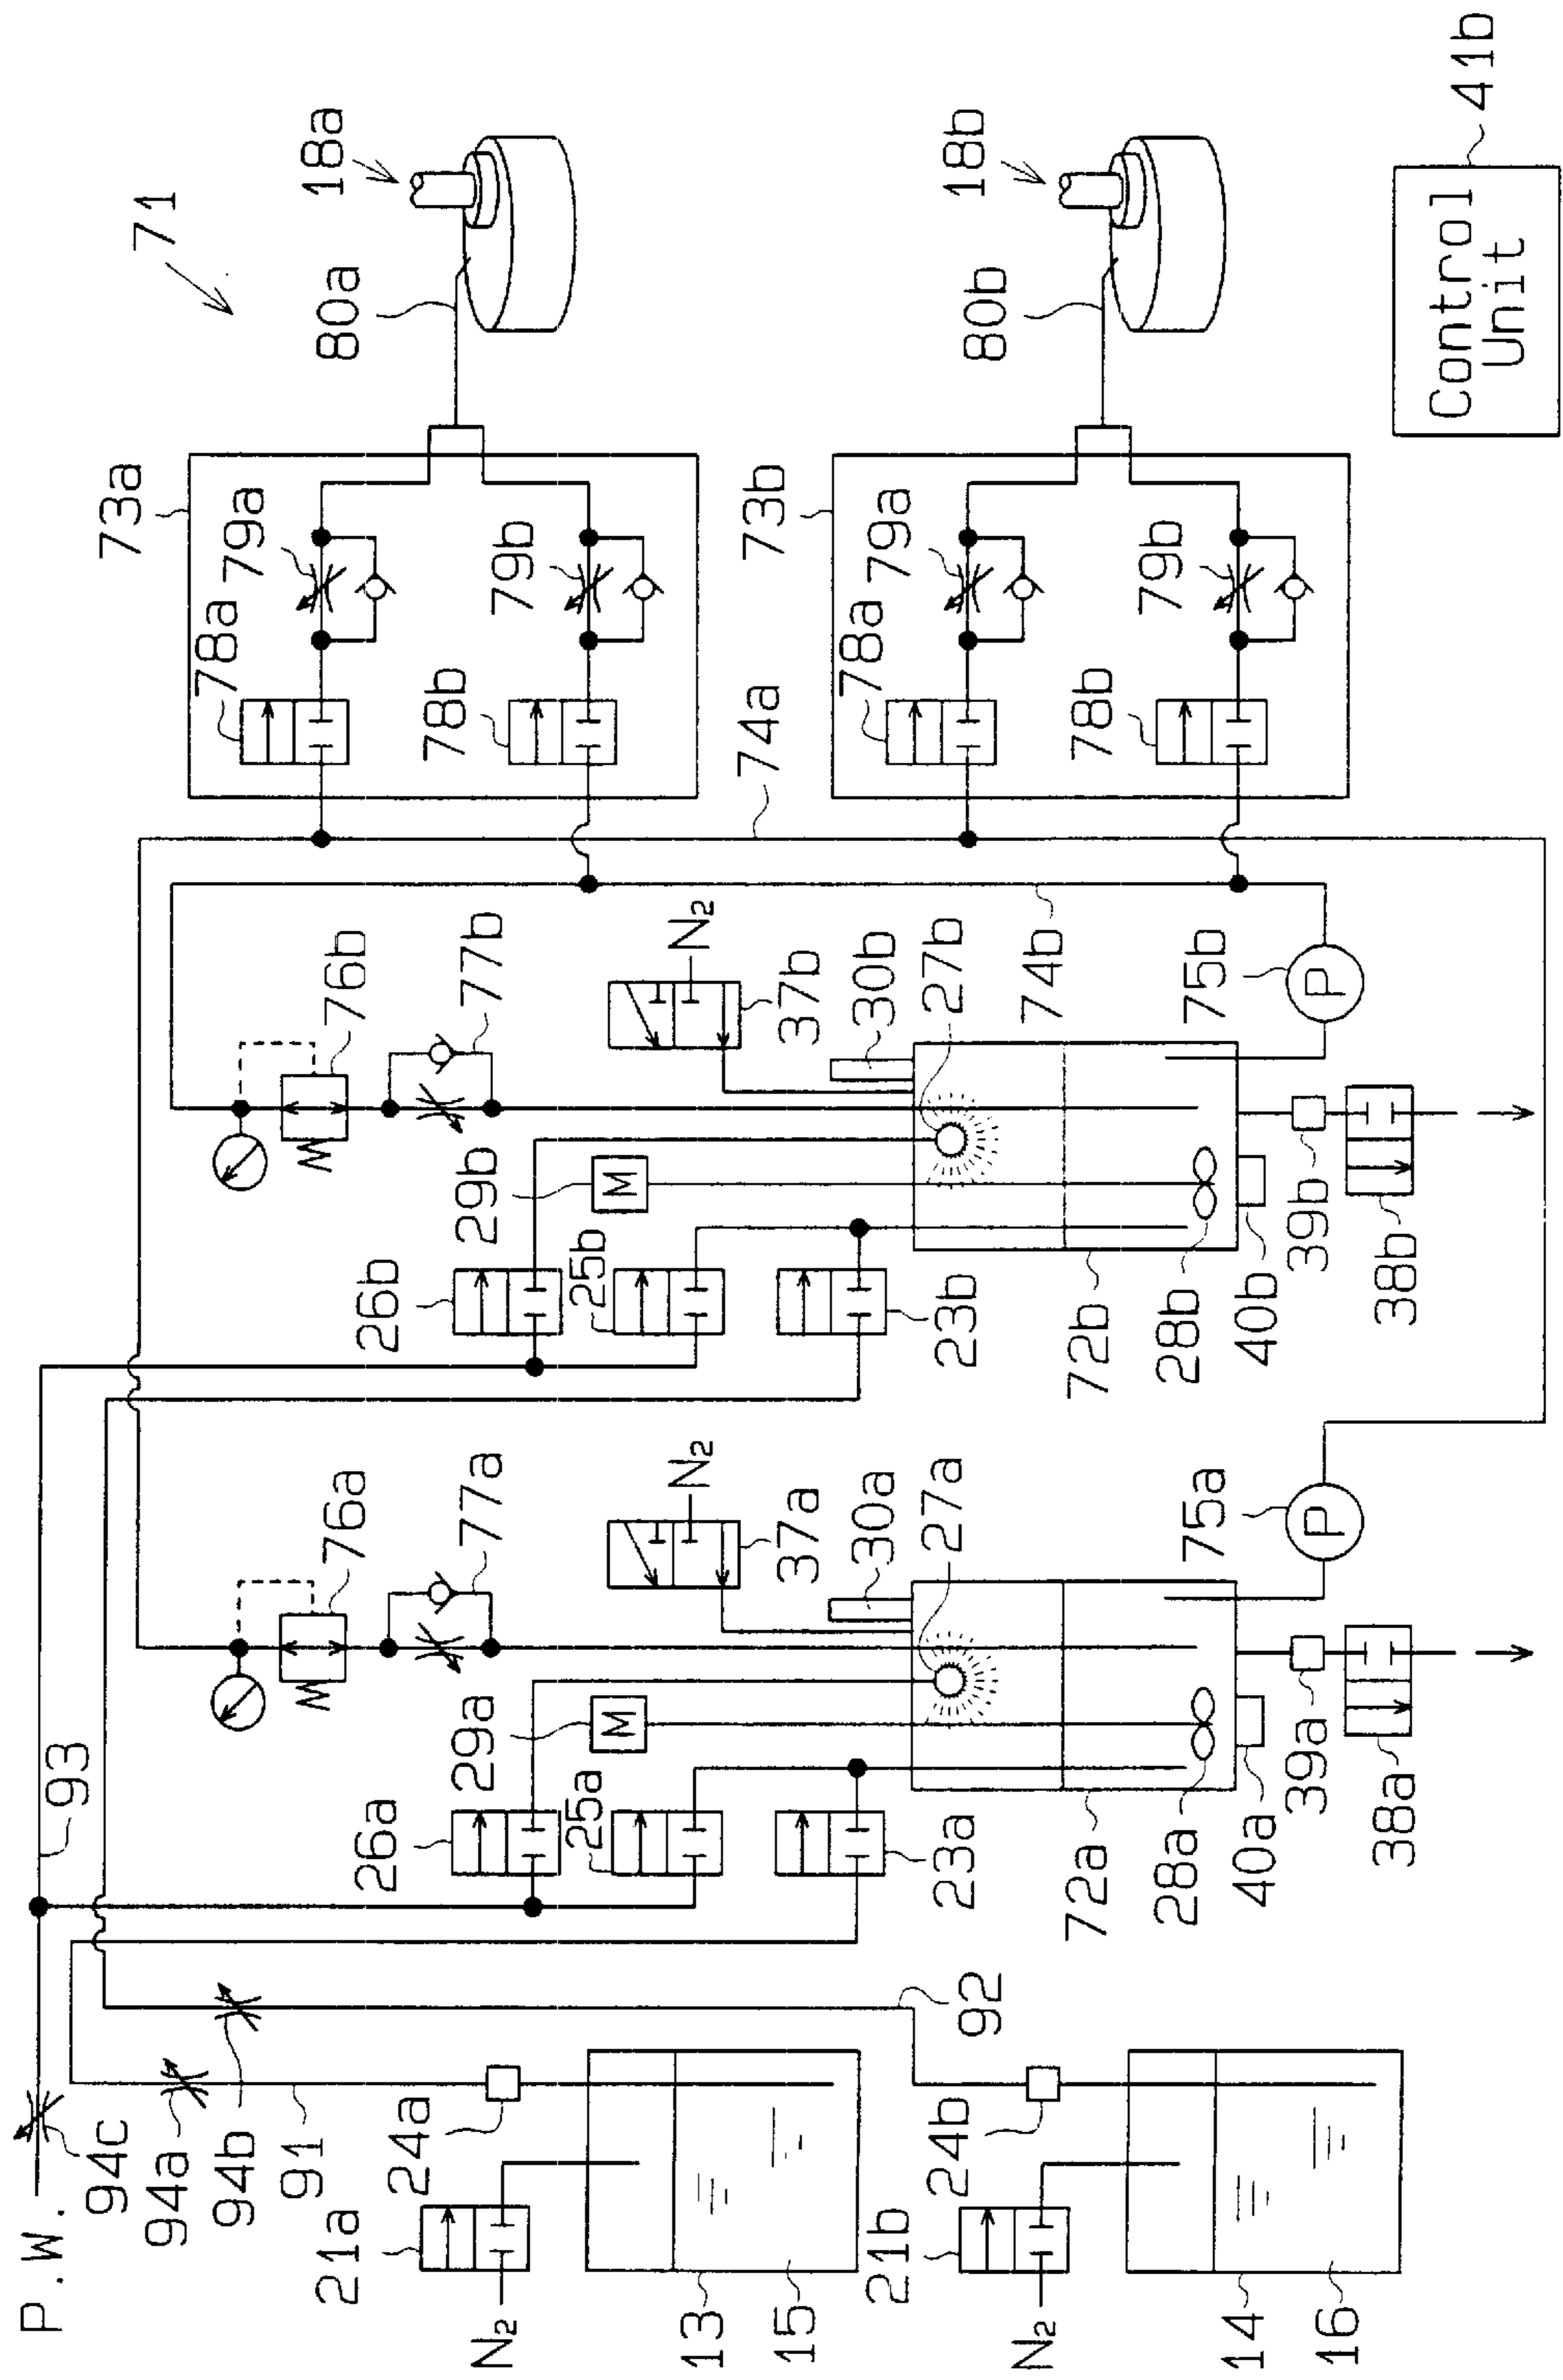 71
18a
80a
73a
79a
78a
79b
78b
18b
80b
73b
79a
78a
79b
78b
Control
Unit
41b
74a
74b
76b
77b
N2
37b
30b
27b
75b
29b
26b
25b
M
P
23b
72b
28b
40b
39b
38b
76a
77a
N2
37a
30a
27a
75a
P
93
29a
26a
25a
M
23a
72a
28a
40a
39a
38a
P.W.
94c
94a
94b
91
92
24a
21a
N2
13
15
24b
21b
N2
14
16